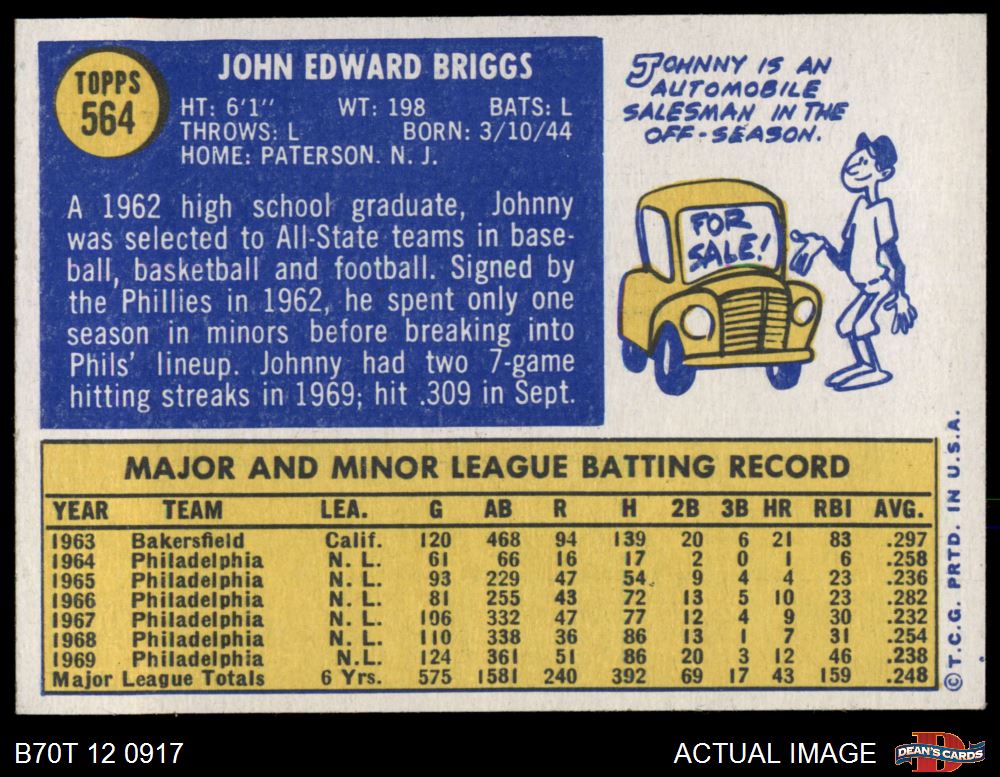 TOPPS
564
JOHN EDWARD BRIGGS
HT: 6'1" WT: 198 BATS: L
THROWS: L BORN: 3/10/44
HOME: PATERSON. N. J.
A 1962 high school graduate, Johnny
was selected to All-State teams in base-
ball, basketball and football. Signed by
the Phillies in 1962, he spent only one
season in minors before breaking into
Phils' lineup. Johnny had two 7-game
hitting streaks in 1969; hit .309 in Sept.
JOHNNY IS AN
AUTOMOBILE
SALESMAN IN THE
OFF-SEASON.
FOR
SALE!
MAJOR AND MINOR LEAGUE BATTING RECORD
YEAR TEAM LEA. G AB R H 2B 3B HR RBI AVG.
1963 Bakersfield Calif. 120 468 94 139 20 6 21 83 .297
1964 Philadelphia N. L. 61 66 16 17 2 0 1 6 .258
1965 Philadelphia N. L. 93 229 47 54 9 4 4 23 .236
1966 Philadelphia N. L. 81 255 43 72 13 5 10 23 .282
1967 Philadelphia N. L. 106 332 47 77 12 4 9 30 .232
1968 Philadelphia N. L. 110 338 36 86 13 1 7 31 .254
1969 Philadelphia N.L. 124 361 51 86 20 3 12 46 .238
Major League Totals 6 Yrs. 575 1581 240 392 69 17 43 159 .248
©T.C.G. PRTD. IN U.S.A.
B70T 12 0917
ACTUAL IMAGE
D
DEAN'S CARDS